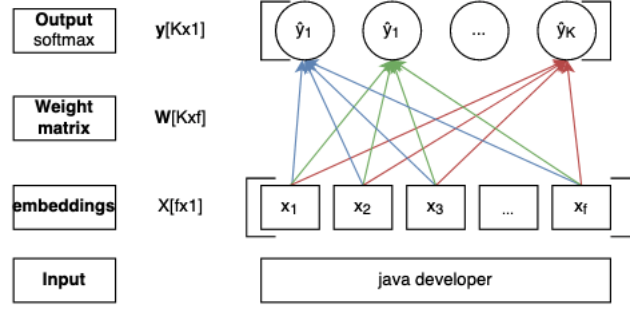 Output
softmax
y[Kx1]
ŷ1 ŷ1 ... ŷK
Weight
matrix
W[Kxf]
embeddings
X[fx1]
x1 x2 x3 ... xf
Input
java developer